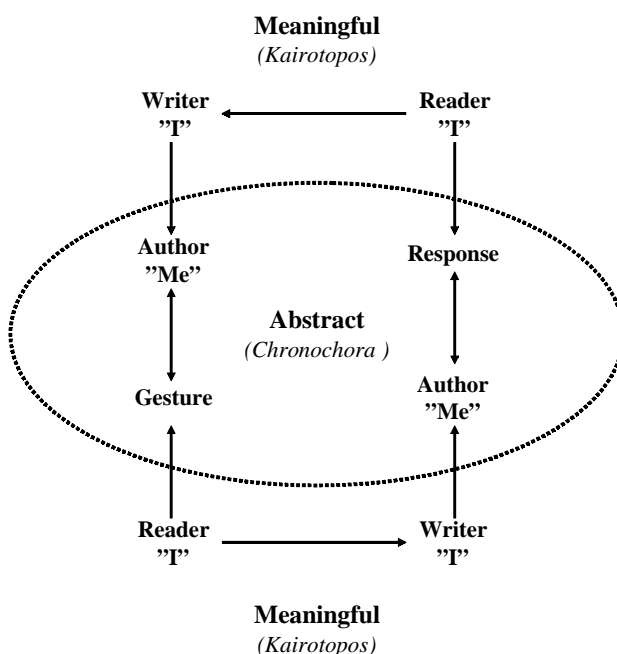 Meaningful
(Kairotopos)
Writer
”I”
Reader
”I”
Author
”Me”
Response
Abstract
(Chronochora )
Gesture
Author
”Me”
Reader
”I”
Writer
”I”
Meaningful
(Kairotopos)